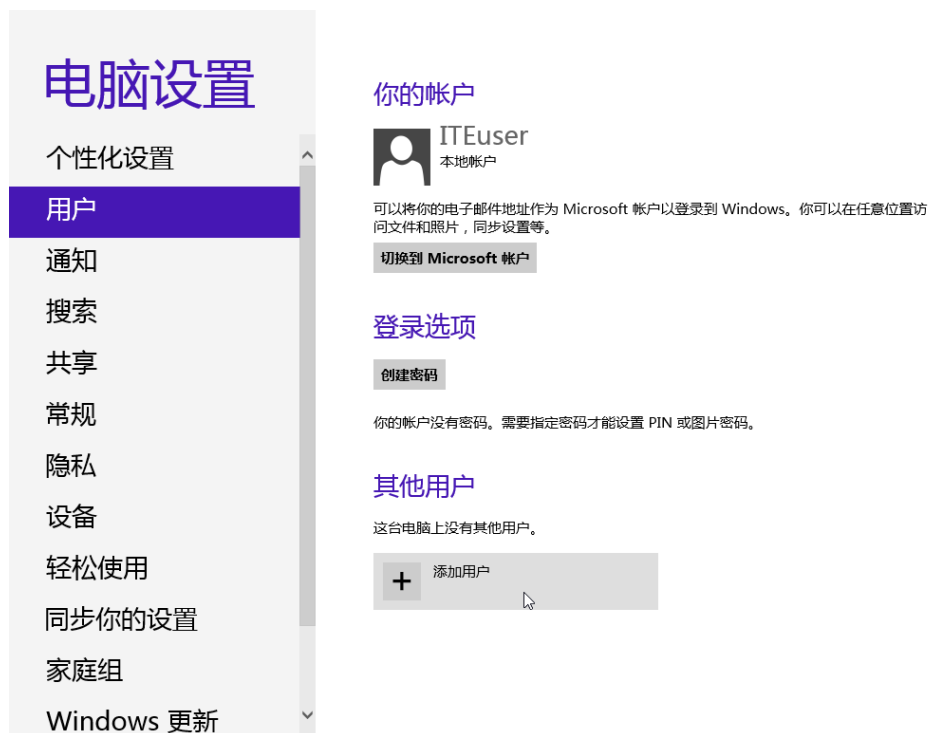 电脑设置
个性化设置
用户
通知
搜索
共享
常规
隐私
设备
轻松使用
同步你的设置
家庭组
Windows 更新
你的帐户
ITEuser
本地帐户
可以将你的电子邮件地址作为 Microsoft 帐户以登录到 Windows。你可以在任意位置访
问文件和照片，同步设置等。
切换到 Microsoft 帐户
登录选项
创建密码
你的帐户没有密码。需要指定密码才能设置 PIN 或图片密码。
其他用户
这台电脑上没有其他用户。
添加用户